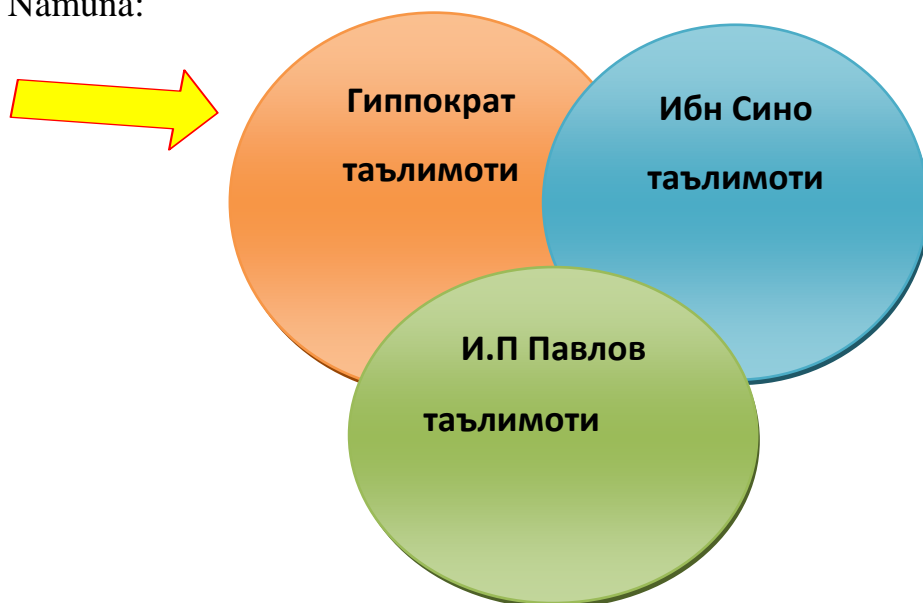 Namuna:
Гиппократ
таълимоти
Ибн Сино
таълимоти
И.П Павлов
таълимоти